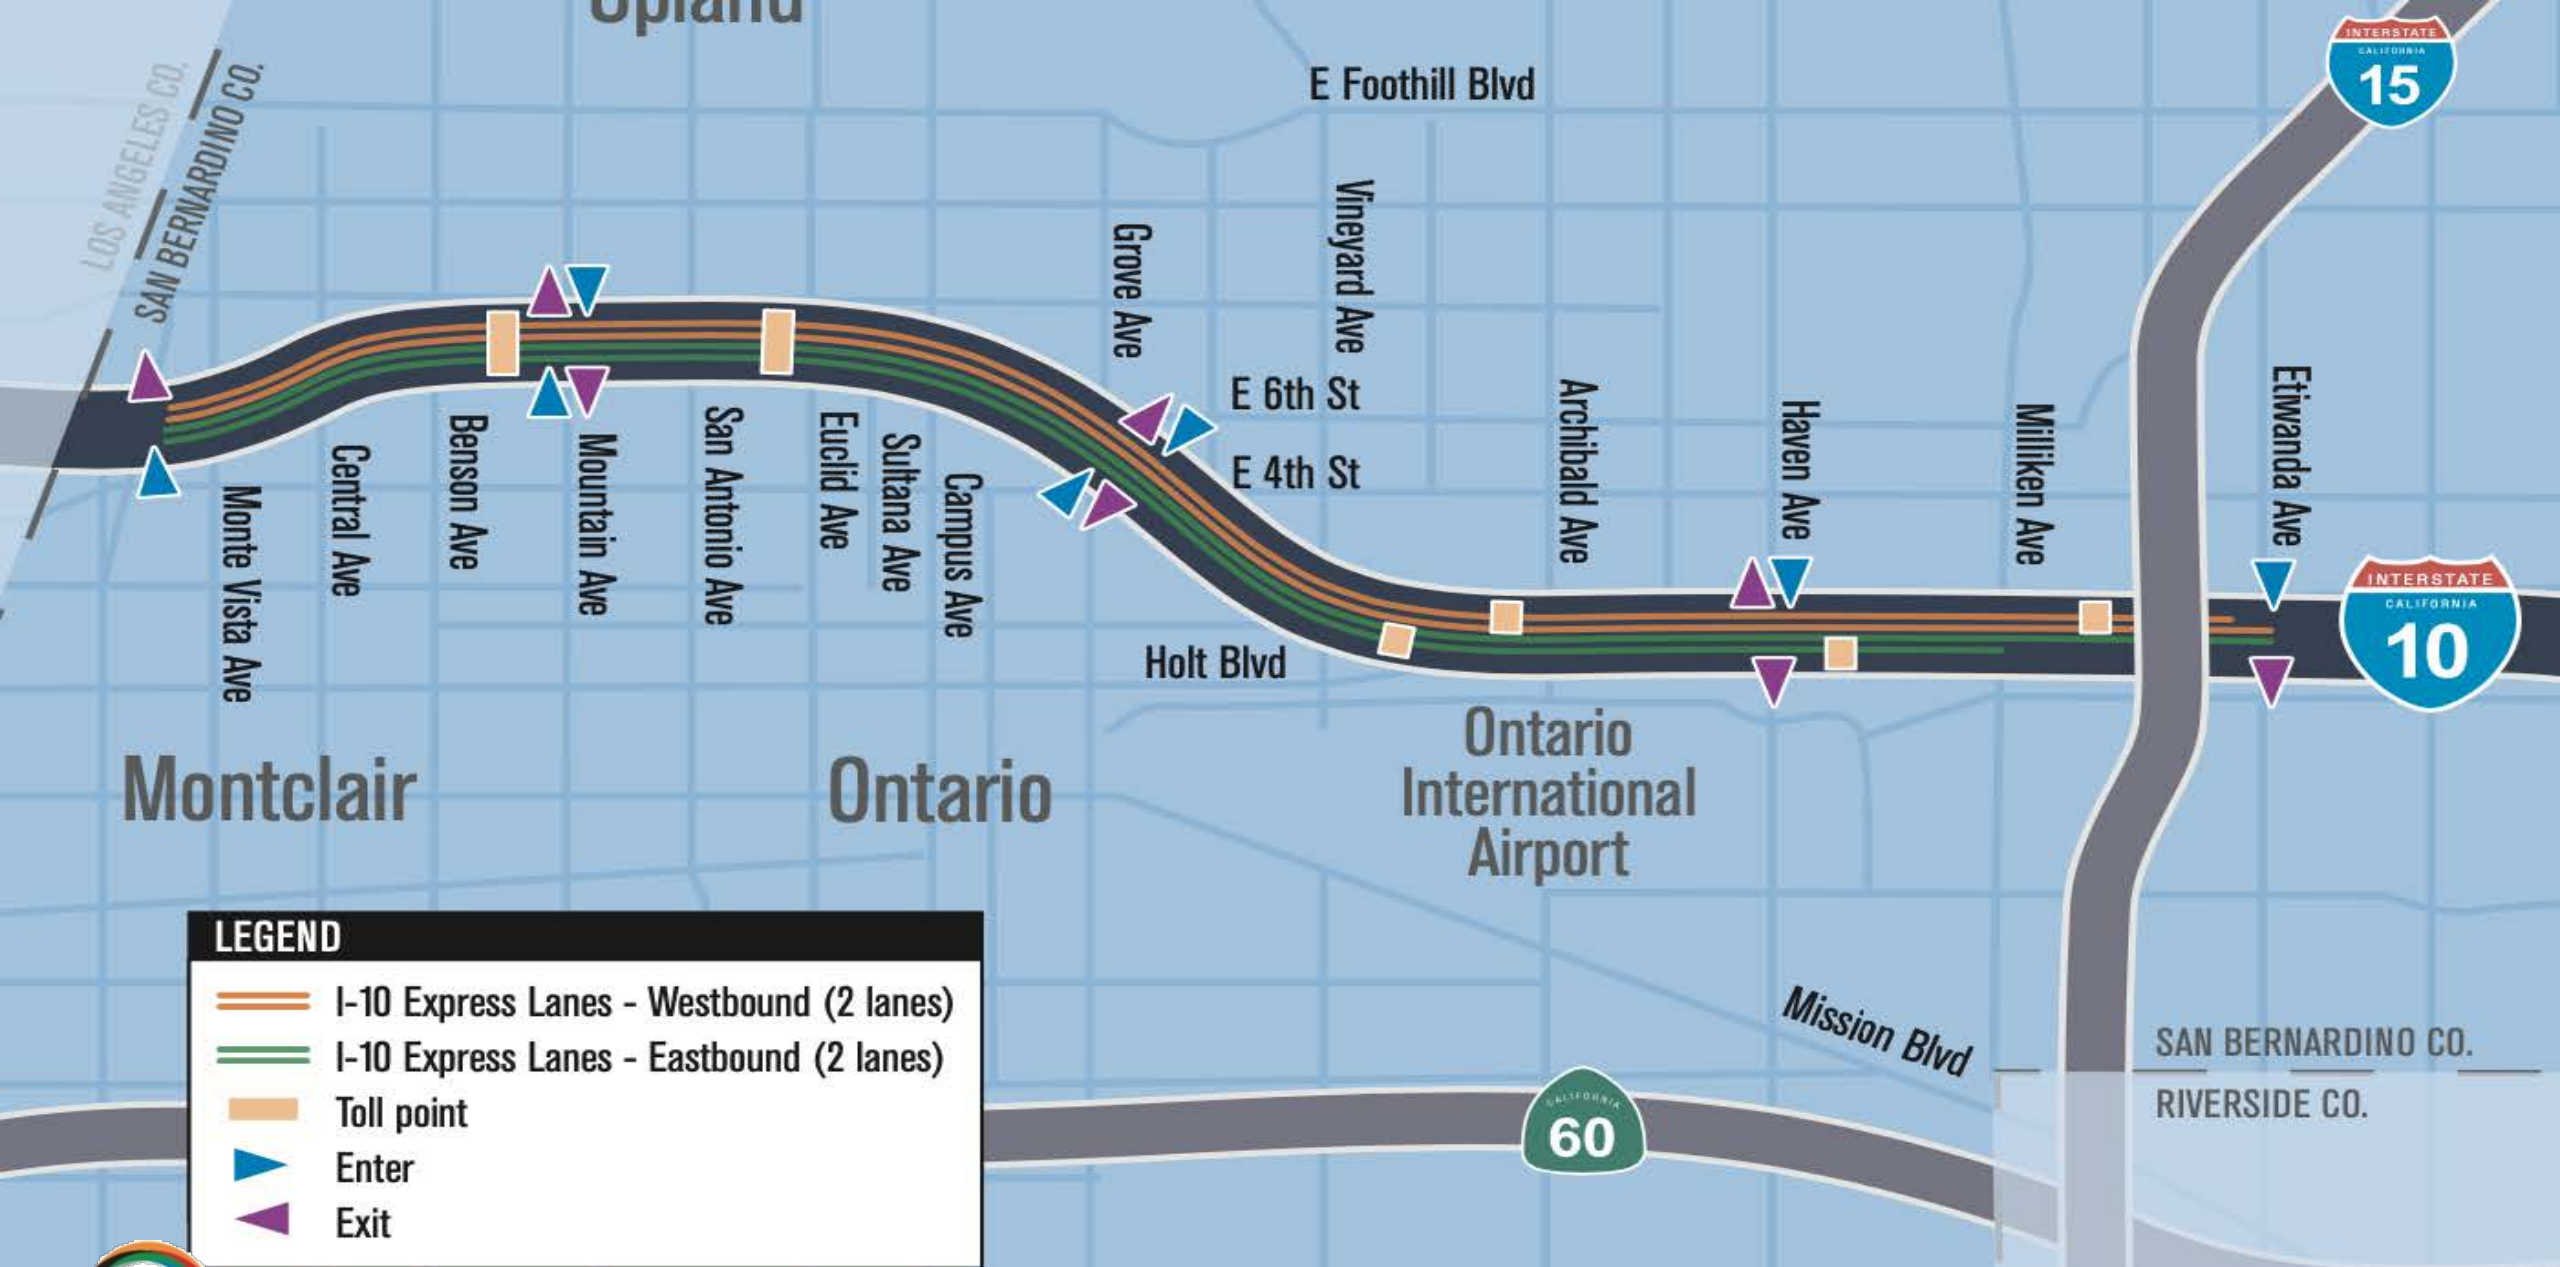 Upland
LOS ANGELES CO.
SAN BERNARDINO CO.
E Foothill Blvd
INTERSTATE
CALIFORNIA
15
Grove Ave
Vineyard Ave
E 6th St
E 4th St
Archibald Ave
Haven Ave
Milliken Ave
Etiwanda Ave
Monte Vista Ave
Central Ave
Benson Ave
Mountain Ave
San Antonio Ave
Euclid Ave
Sultana Ave
Campus Ave
Holt Blvd
INTERSTATE
CALIFORNIA
10
Montclair
Ontario
Ontario
International
Airport
LEGEND
I-10 Express Lanes - Westbound (2 lanes)
I-10 Express Lanes - Eastbound (2 lanes)
Toll point
Enter
Exit
CALIFORNIA
60
Mission Blvd
SAN BERNARDINO CO.
RIVERSIDE CO.